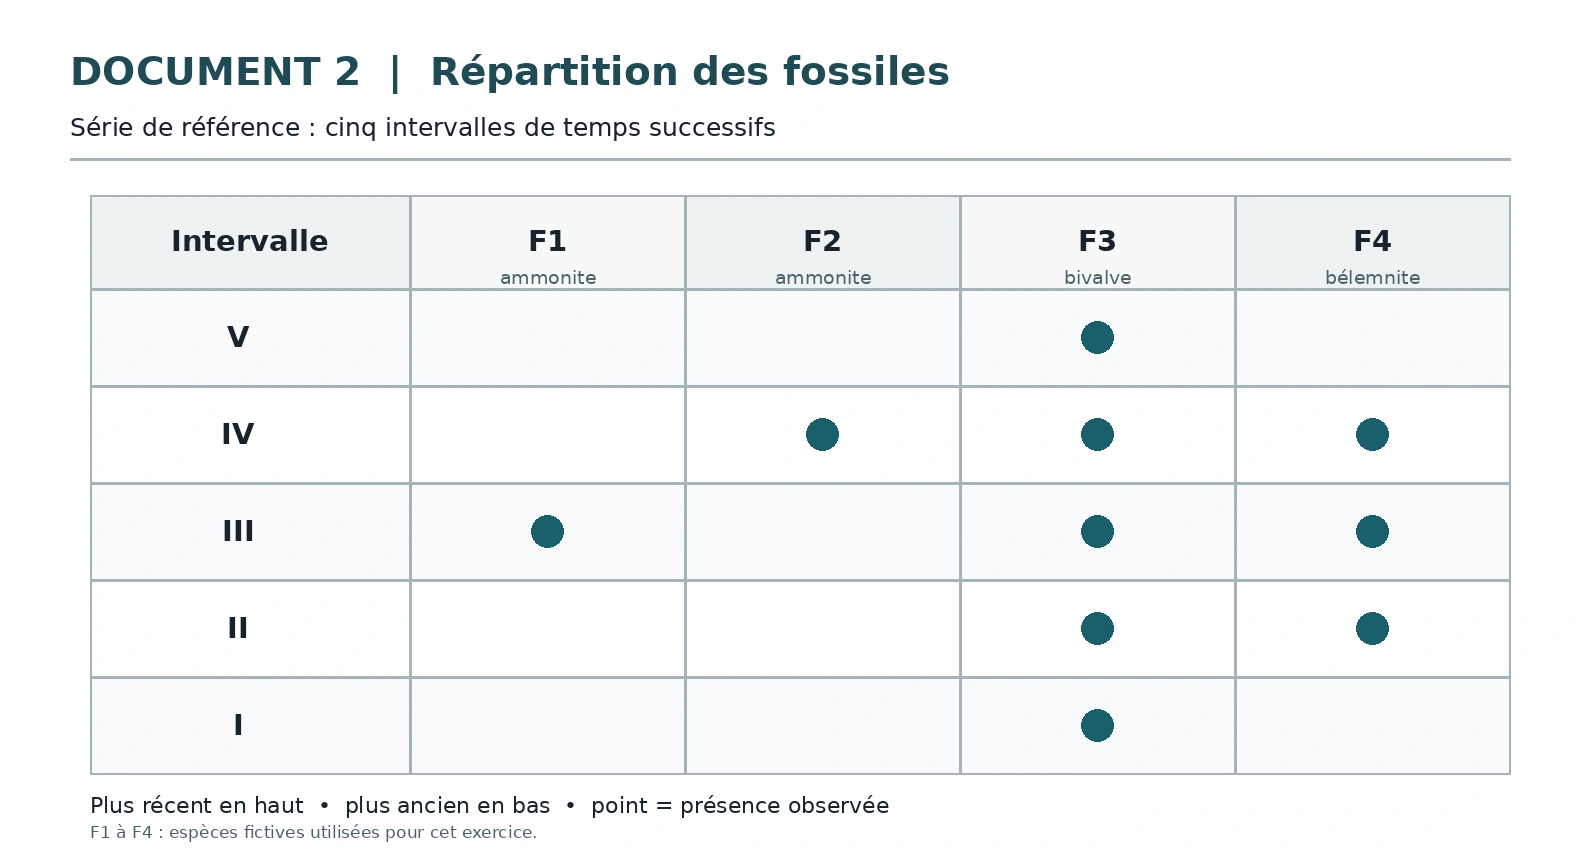 DOCUMENT 2 | Répartition des fossiles
Série de référence : cinq intervalles de temps successifs
Intervalle F1 F2 F3 F4
ammonite ammonite bivalve bélemnite
V
IV
III
II
I
Plus récent en haut • plus ancien en bas • point = présence observée
F1 à F4 : espèces fictives utilisées pour cet exercice.